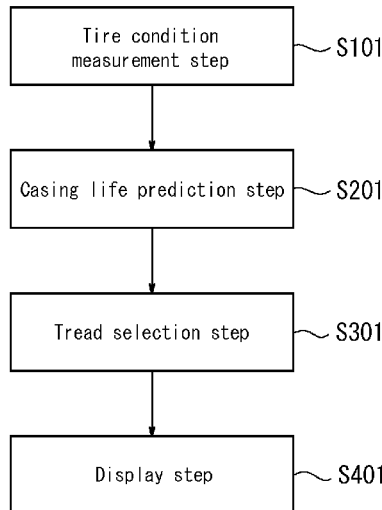 Tire condition
measurement step
S101
Casing life prediction step
S201
Tread selection step
S301
Display step
S401